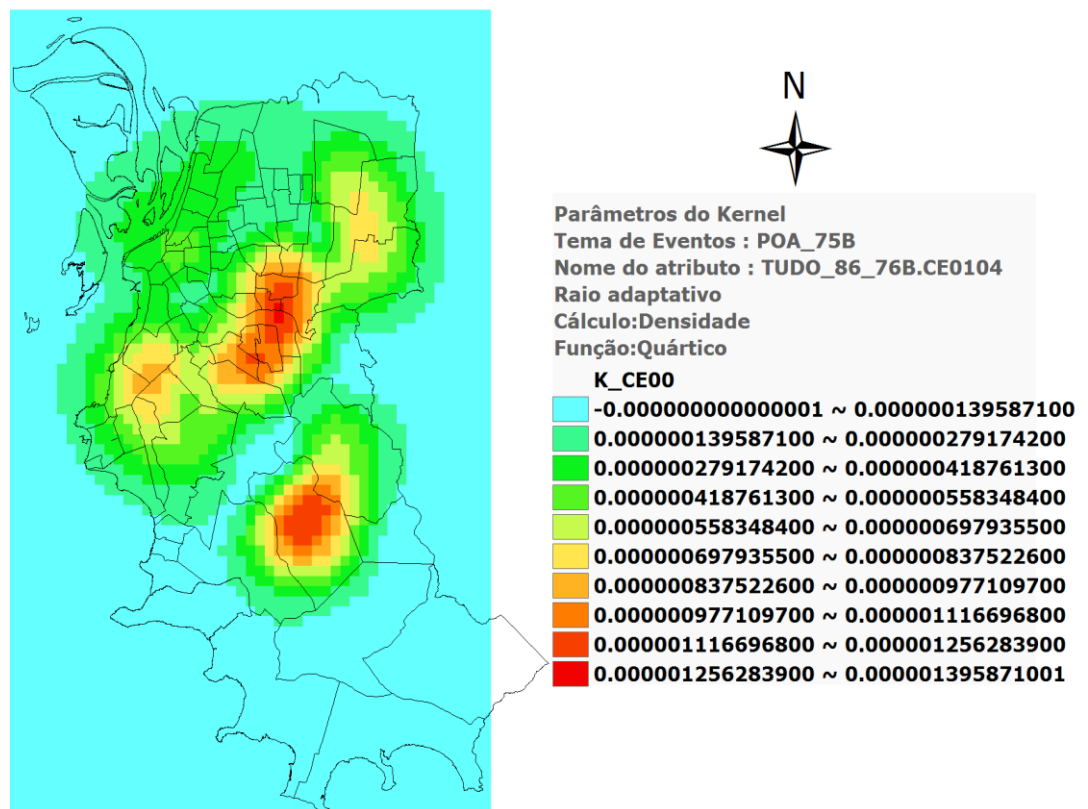 N
Parâmetros do Kernel
Tema de Eventos : POA_75B
Nome do atributo : TUDO_86_76B.CE0104
Raio adaptativo
Cálculo:Densidade
Função:Quártico
K_CE00
-0.000000000000001 ~ 0.000000139587100
0.000000139587100 ~ 0.000000279174200
0.000000279174200 ~ 0.000000418761300
0.000000418761300 ~ 0.000000558348400
0.000000558348400 ~ 0.000000697935500
0.000000697935500 ~ 0.000000837522600
0.000000837522600 ~ 0.000000977109700
0.000000977109700 ~ 0.000001116696800
0.000001116696800 ~ 0.000001256283900
0.000001256283900 ~ 0.000001395871001